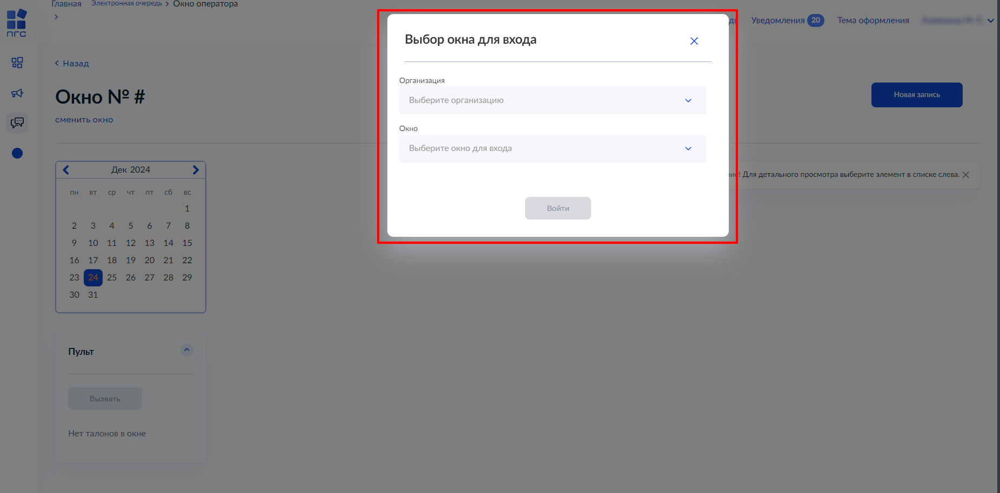 Главная Электронная очередь Окно оператора
Уведомления 20 Тема оформления
пгс
Назад
Окно № #
сменить окно
Новая запись
Выбор окна для входа
Организация
Выберите организацию
Окно
Выберите окно для входа
Войти
! Для детального просмотра выберите элемент в списке слева.
Дек 2024
пн вт ср чт пт сб вс
1
2 3 4 5 6 7 8
9 10 11 12 13 14 15
16 17 18 19 20 21 22
23 24 25 26 27 28 29
30 31
Пульт
Вызвать
Нет талонов в окне